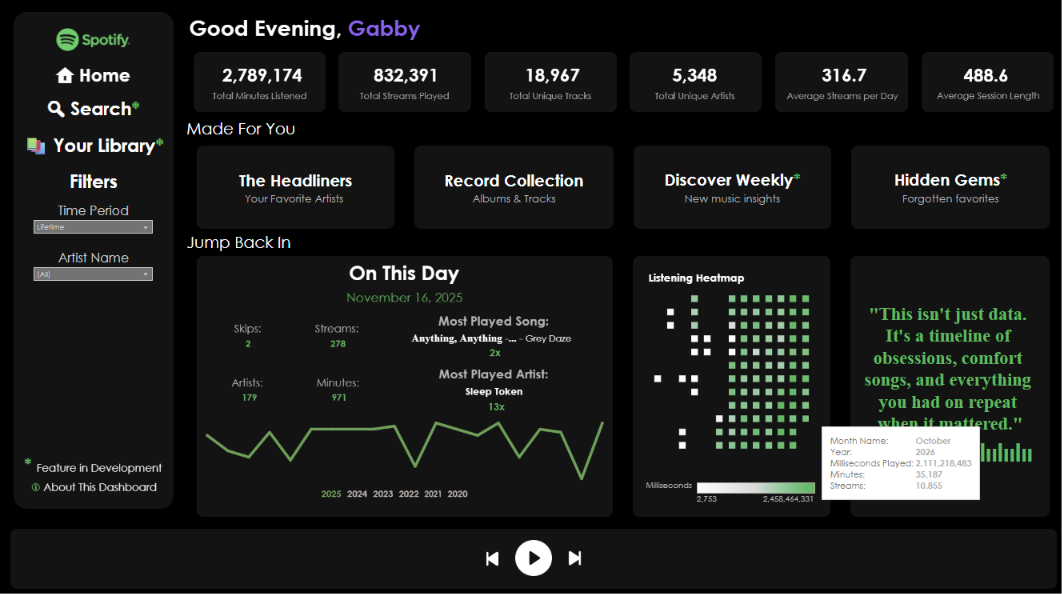 Spotify
Home
Search*
Your Library*
Filters
Time Period
Lifetime
Artist Name
(All)
* Feature in Development
About This Dashboard
Good Evening, Gabby
2,789,174
Total Minutes Listened
832,391
Total Streams Played
18,967
Total Unique Tracks
5,348
Total Unique Artists
316.7
Average Streams per Day
488.6
Average Session Length
Made For You
The Headliners
Your Favorite Artists
Record Collection
Albums & Tracks
Discover Weekly*
New music insights
Hidden Gems*
Forgotten favorites
Jump Back In
On This Day
November 16, 2025
Skips:
2
Streams:
278
Most Played Song:
Anything, Anything -... - Grey Daze
2x
Artists:
179
Minutes:
971
Most Played Artist:
Sleep Token
13x
2025 2024 2023 2022 2021 2020
Listening Heatmap
Milliseconds
2,753 2,458,464,331
"This isn't just data.
It's a timeline of
obsessions, comfort
songs, and everything
you had on repeat
when it mattered."
Month Name: October
Year: 2026
Milliseconds Played: 2,111,218,483
Minutes: 35,187
Streams: 10,855